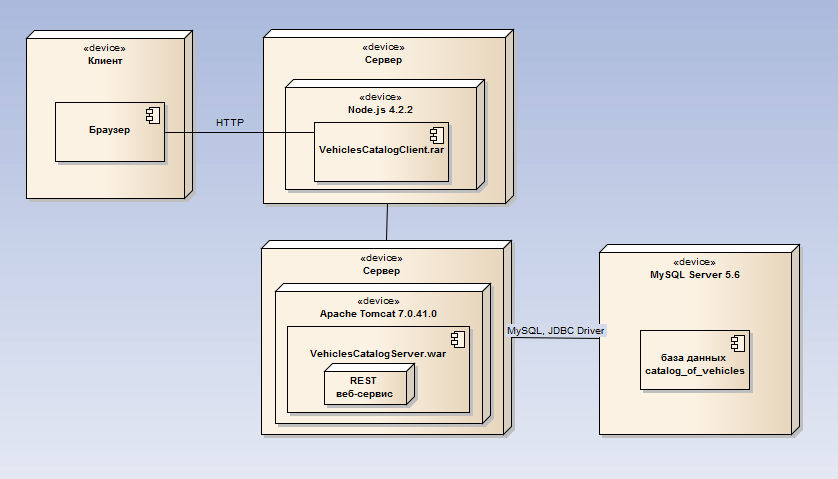 «device»
Клиент
Браузер
HTTP
«device»
Сервер
«device»
Node.js 4.2.2
VehiclesCatalogClient.rar
«device»
Сервер
«device»
Apache Tomcat 7.0.41.0
VehiclesCatalogServer.war
REST
веб-сервис
MySQL, JDBC Driver
«device»
MySQL Server 5.6
база данных
catalog_of_vehicles